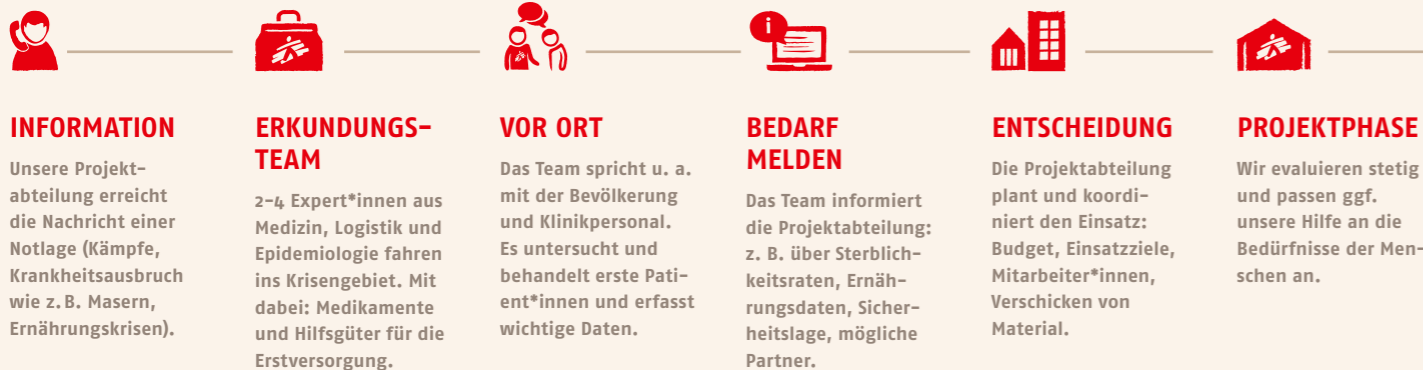 INFORMATION
Unsere Projekt-
abteilung erreicht
die Nachricht einer
Notlage (Kämpfe,
Krankheitsausbruch
wie z. B. Masern,
Ernährungskrisen).
ERKUNDUNGS-
TEAM
2–4 Expert*innen aus
Medizin, Logistik und
Epidemiologie fahren
ins Krisengebiet. Mit
dabei: Medikamente
und Hilfsgüter für die
Erstversorgung.
VOR ORT
Das Team spricht u. a.
mit der Bevölkerung
und Klinikpersonal.
Es untersucht und
behandelt erste Pati-
ent*innen und erfasst
wichtige Daten.
i
BEDARF
MELDEN
Das Team informiert
die Projektabteilung:
z. B. über Sterblich-
keitsraten, Ernäh-
rungsdaten, Sicher-
heitslage, mögliche
Partner.
ENTSCHEIDUNG
Die Projektabteilung
plant und koordi-
niert den Einsatz:
Budget, Einsatzziele,
Mitarbeiter*innen,
Verschicken von
Material.
PROJEKTPHASE
Wir evaluieren stetig
und passen ggf.
unsere Hilfe an die
Bedürfnisse der Men-
schen an.